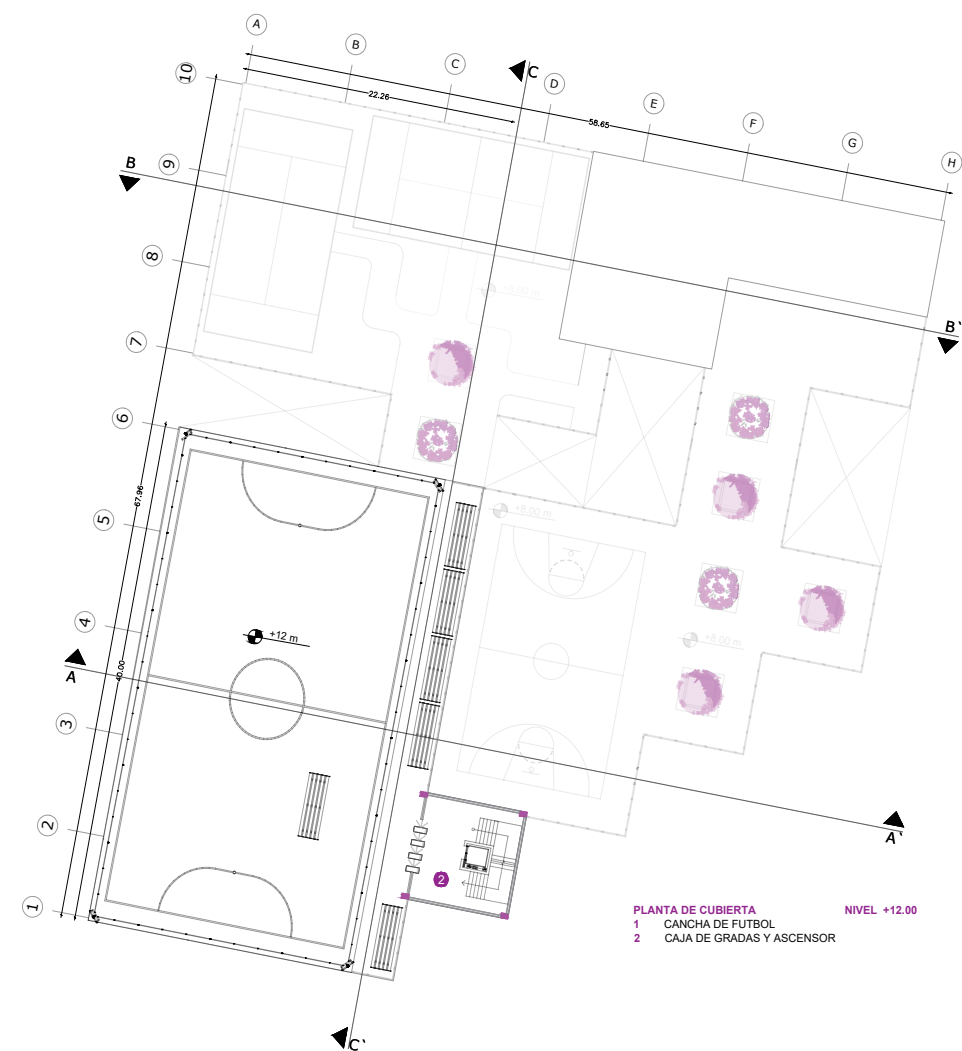 A
B
C
D
E
F
G
H
10
9
8
7
6
5
4
3
2
1
22.26
58.65
C
B
B`
+8.00 m
67.96
40.00
+8.00 m
+12 m
+8.00 m
A
A`
2
C`
PLANTA DE CUBIERTA NIVEL +12.00
1 CANCHA DE FUTBOL
2 CAJA DE GRADAS Y ASCENSOR